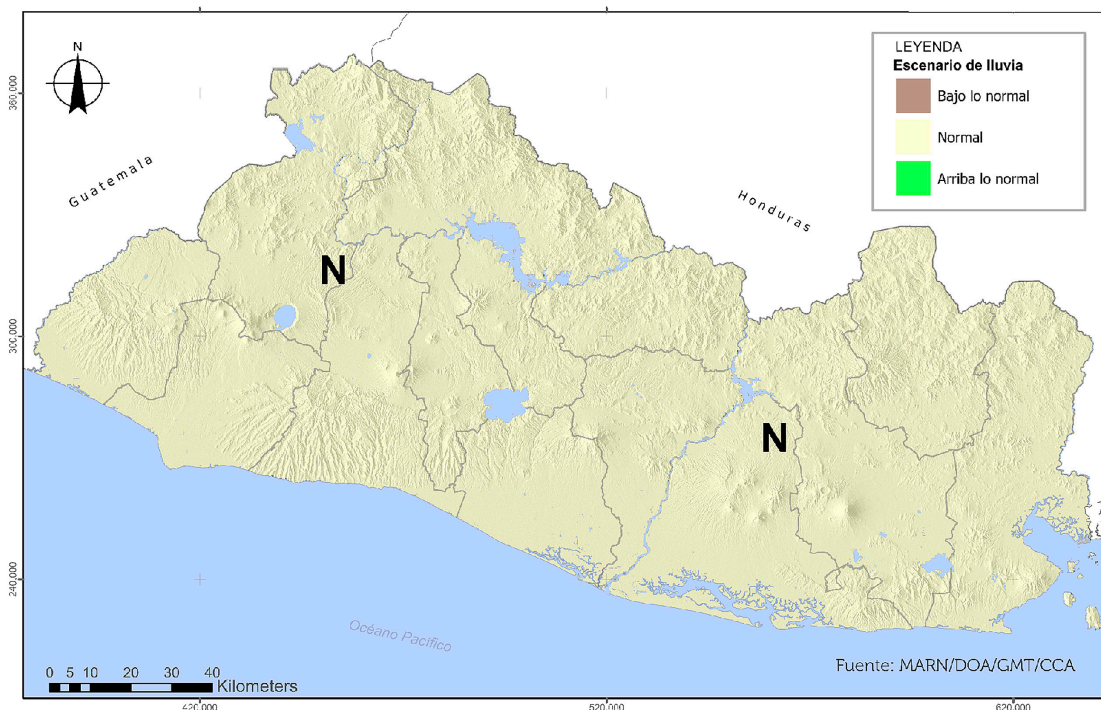 N
LEYENDA
Escenario de lluvia
Bajo lo normal
Normal
Arriba lo normal
360,000
Guatemala
Honduras
N
300,000
N
240,000
Océano Pacífico
Fuente: MARN/DOA/GMT/CCA
0 5 10 20 30 40
Kilometers
420,000
520,000
620,000